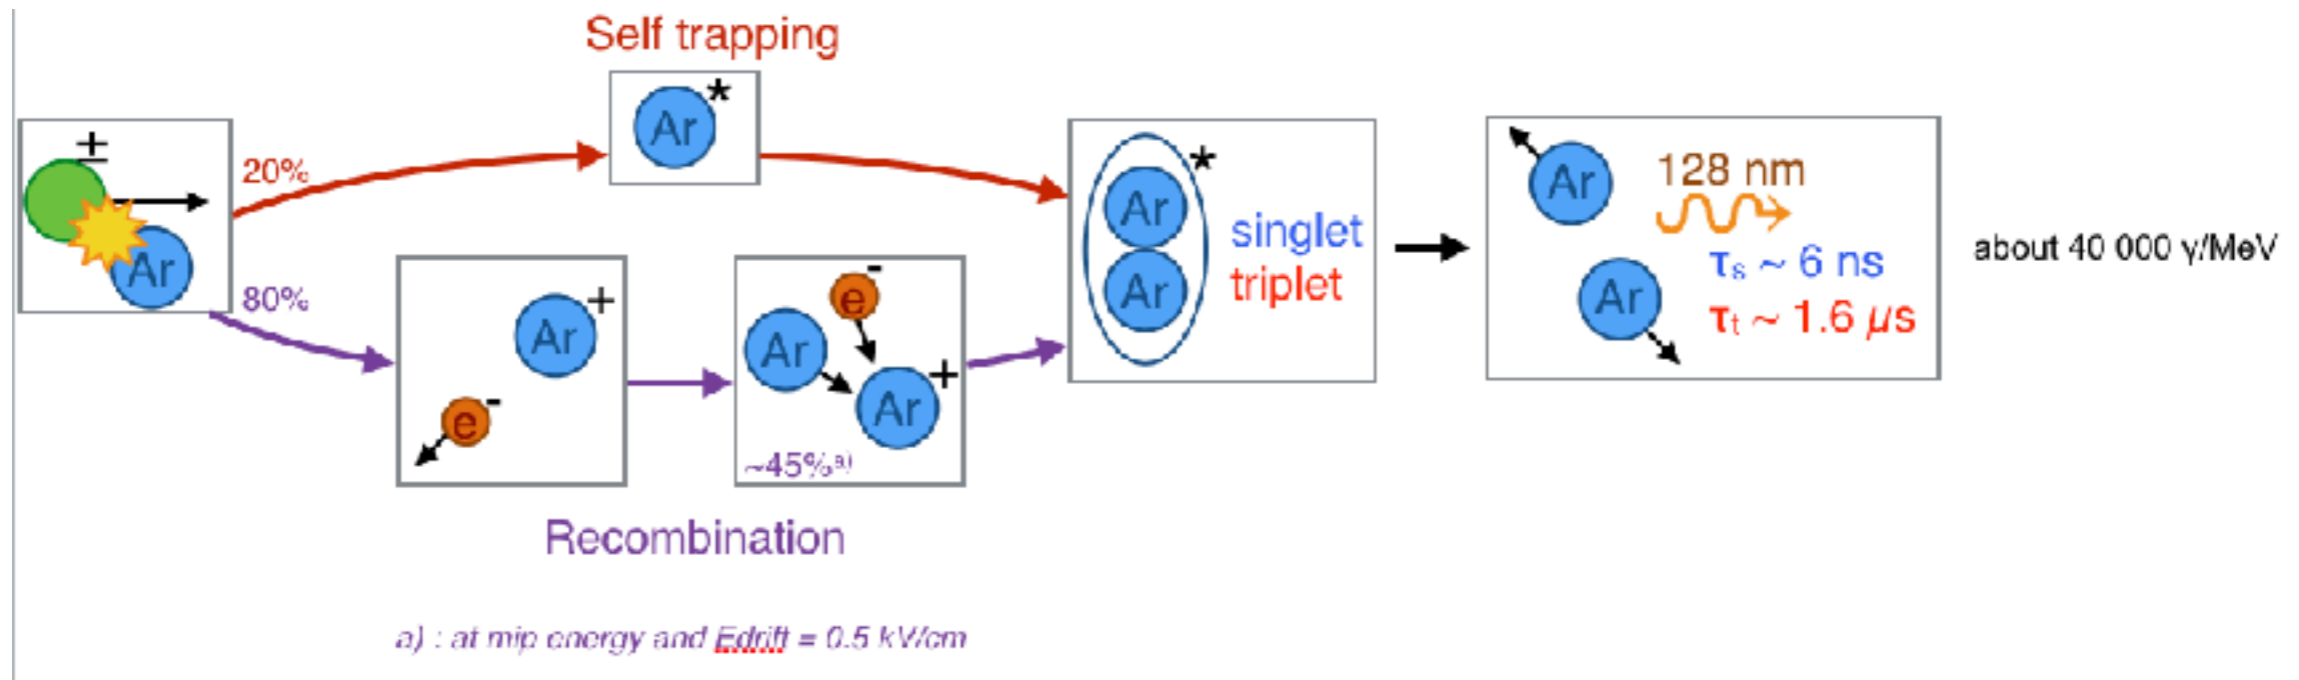 Self trapping
Ar*
±
Ar
20%
80%
Ar+
e-
Ar
e-
Ar+
~45%a)
Recombination
Ar
Ar
*
singlet
triplet
Ar
128 nm
Ar
τs ~ 6 ns
τt ~ 1.6 μs
about 40 000 γ/MeV
a) : at mip energy and Edrift = 0.5 kV/cm